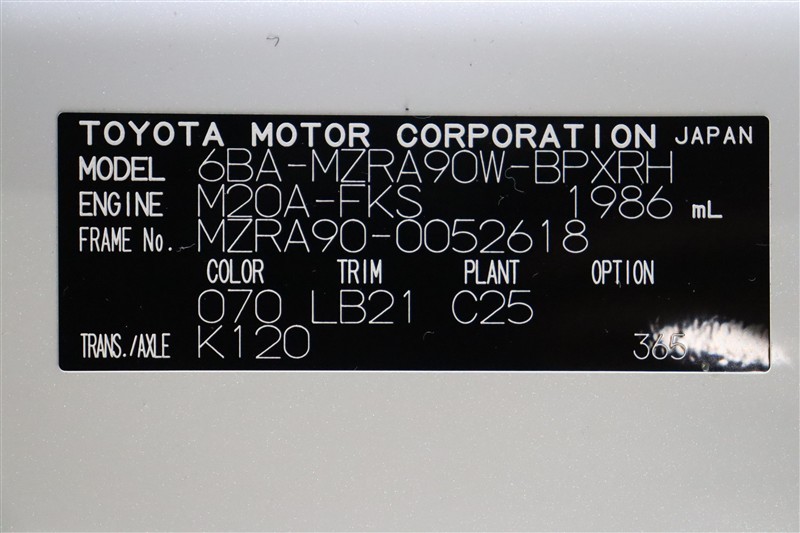 TOYOTA MOTOR CORPORATION JAPAN
MODEL 6BA-MZRA90W-BPXRH
ENGINE M20A-FKS 1986 mL
FRAME No. MZRA90-0052618
COLOR TRIM PLANT OPTION
070 LB21 C25
TRANS./AXLE K120 365